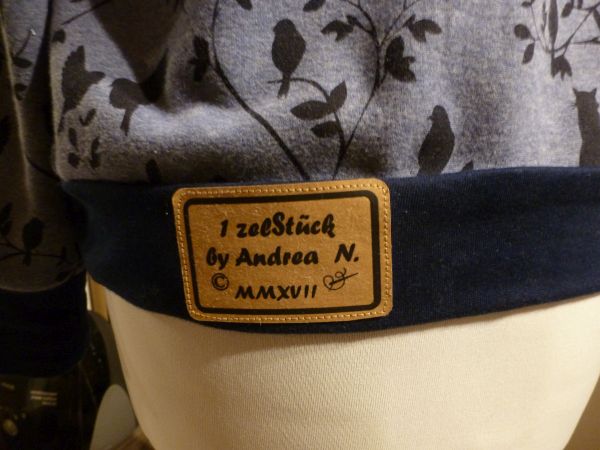 1 zelStück
by Andrea N.
© MMXVII